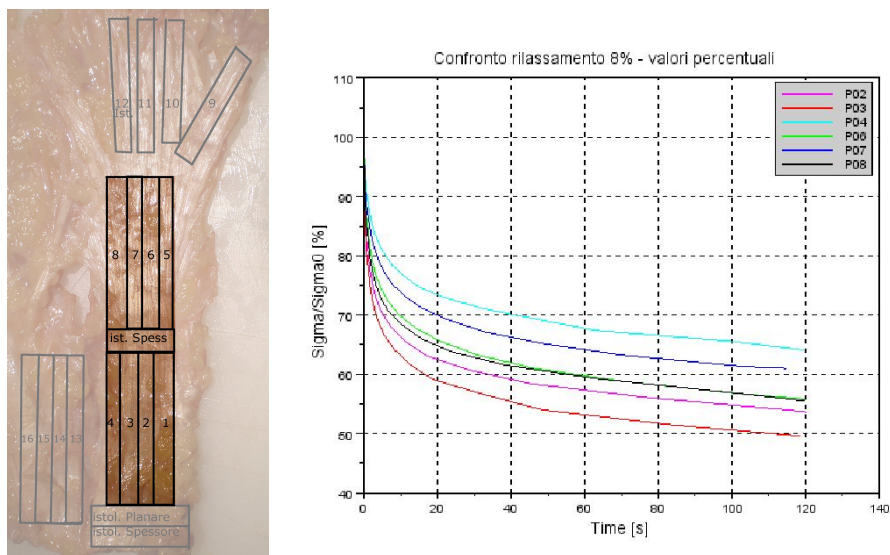 12
Ist.
11
10
9
8
7
6
5
ist. Spess
4
3
2
1
16
15
14
13
istol. Planare
istol. Spessore
Confronto rilassamento 8% - valori percentuali
Sigma/Sigma0 [%]
110
100
90
80
70
60
50
40
0
20
40
60
80
100
120
140
Time [s]
P02
P03
P04
P06
P07
P08